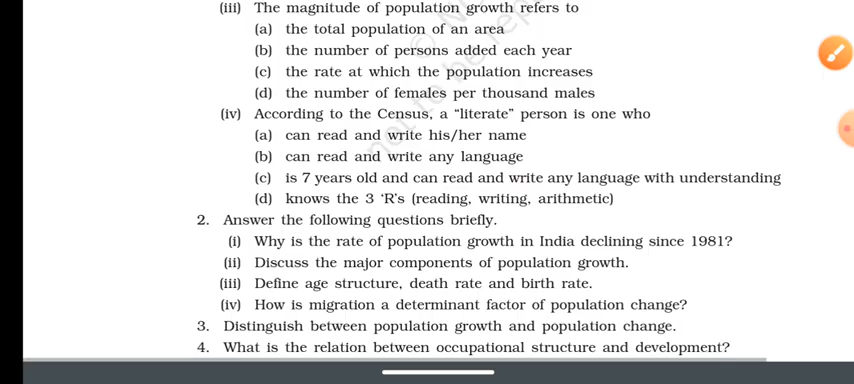 (iii) The magnitude of population growth refers to
(a) the total population of an area
(b) the number of persons added each year
(c) the rate at which the population increases
(d) the number of females per thousand males
(iv) According to the Census, a “literate” person is one who
(a) can read and write his/her name
(b) can read and write any language
(c) is 7 years old and can read and write any language with understanding
(d) knows the 3 ‘R’s (reading, writing, arithmetic)
2. Answer the following questions briefly.
(i) Why is the rate of population growth in India declining since 1981?
(ii) Discuss the major components of population growth.
(iii) Define age structure, death rate and birth rate.
(iv) How is migration a determinant factor of population change?
3. Distinguish between population growth and population change.
4. What is the relation between occupational structure and development?
©
not to be rep